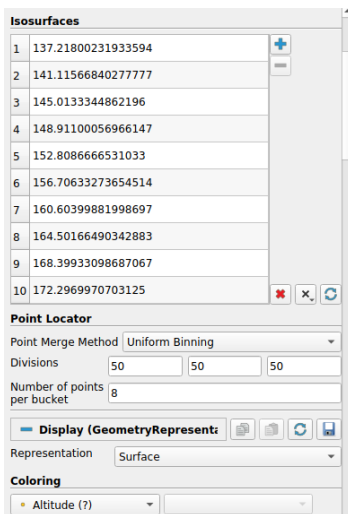 Isosurfaces
1 137.21800231933594
2 141.11566840277777
3 145.0133344862196
4 148.91100056966147
5 152.8086666531033
6 156.70633273654514
7 160.60399881998697
8 164.50166490342883
9 168.39933098687067
10 172.2969970703125
Point Locator
Point Merge Method Uniform Binning
Divisions 50 50 50
Number of points
per bucket 8
Display (GeometryRepresenta
Representation Surface
Coloring
Altitude (?)